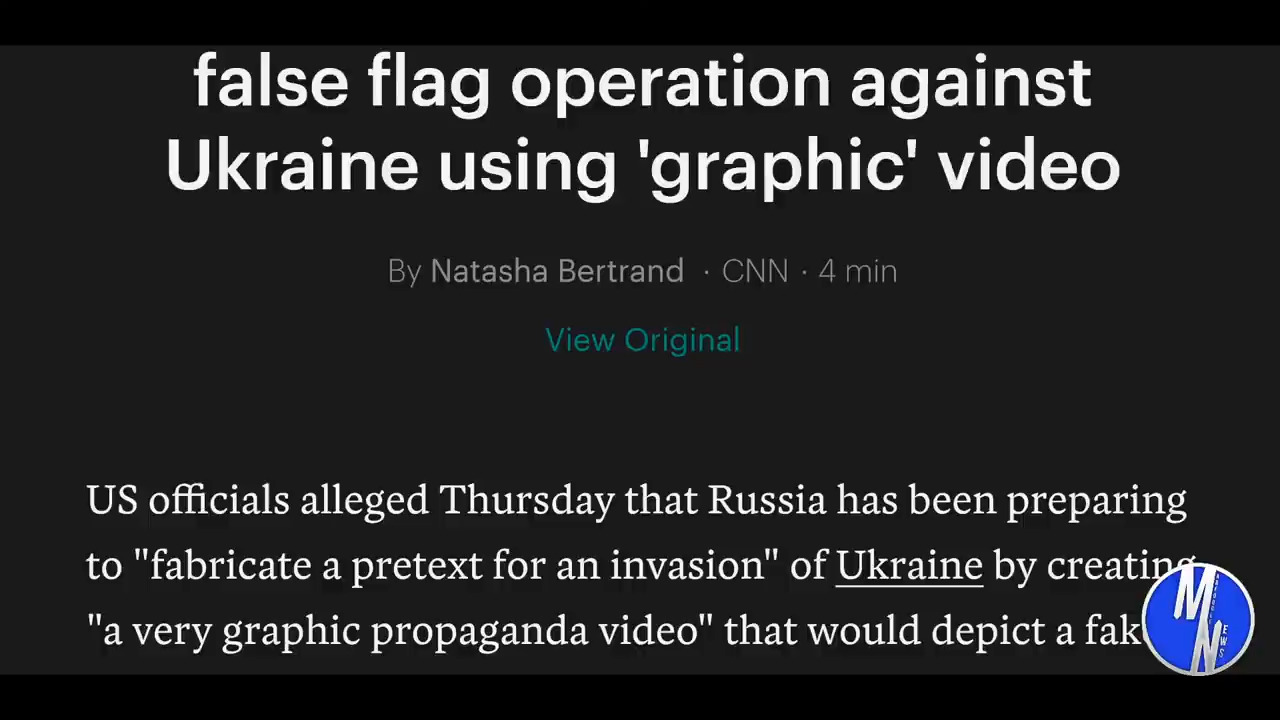 false flag operation against
Ukraine using 'graphic' video
By Natasha Bertrand · CNN · 4 min
View Original
US officials alleged Thursday that Russia has been preparing
to "fabricate a pretext for an invasion" of Ukraine by creating
"a very graphic propaganda video" that would depict a
M
N
EWS